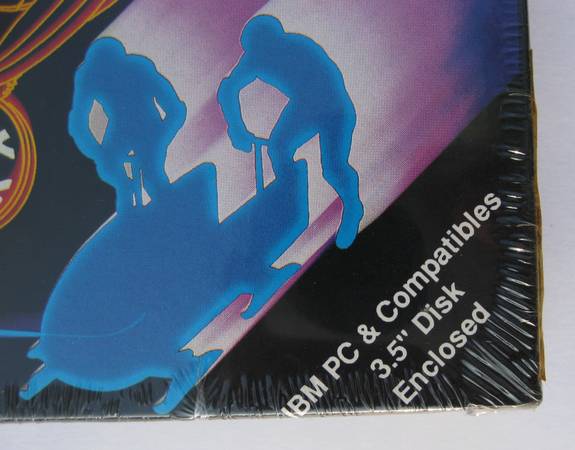 IBM PC & Compatibles
3.5" Disk
Enclosed